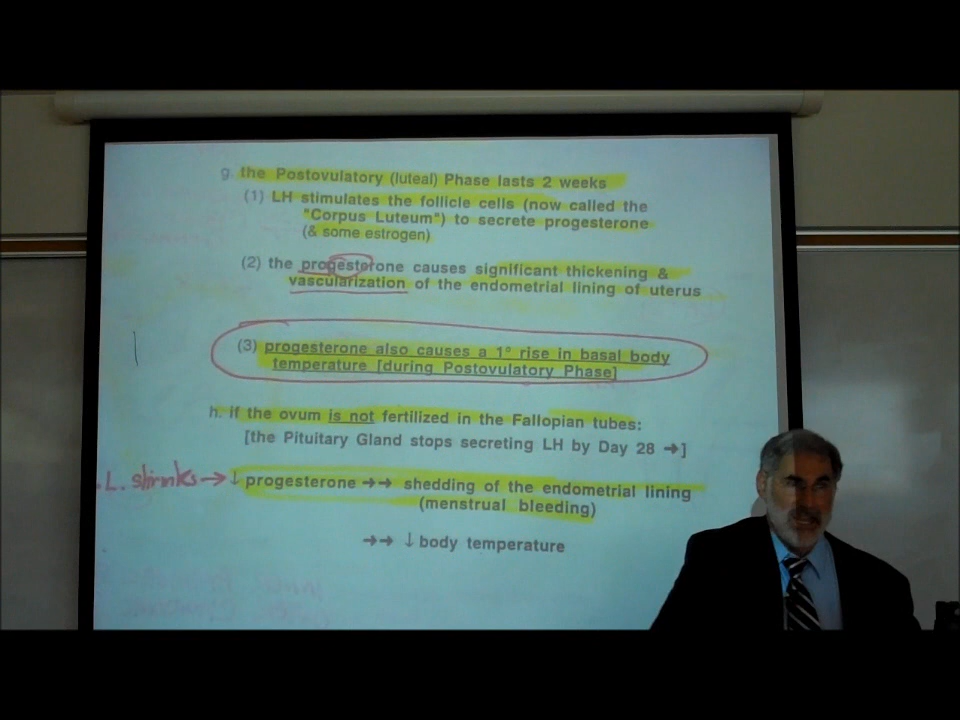 g. the Postovulatory (luteal) Phase lasts 2 weeks
(1) LH stimulates the follicle cells (now called the
"Corpus Luteum") to secrete progesterone
(& some estrogen)
(2) the progesterone causes significant thickening &
vascularization of the endometrial lining of uterus
(3) progesterone also causes a 1° rise in basal body
temperature [during Postovulatory Phase]
h. if the ovum is not fertilized in the Fallopian tubes:
[the Pituitary Gland stops secreting LH by Day 28 →]
.L. shrinks → ↓ progesterone →→ shedding of the endometrial lining
(menstrual bleeding)
→→ ↓ body temperature